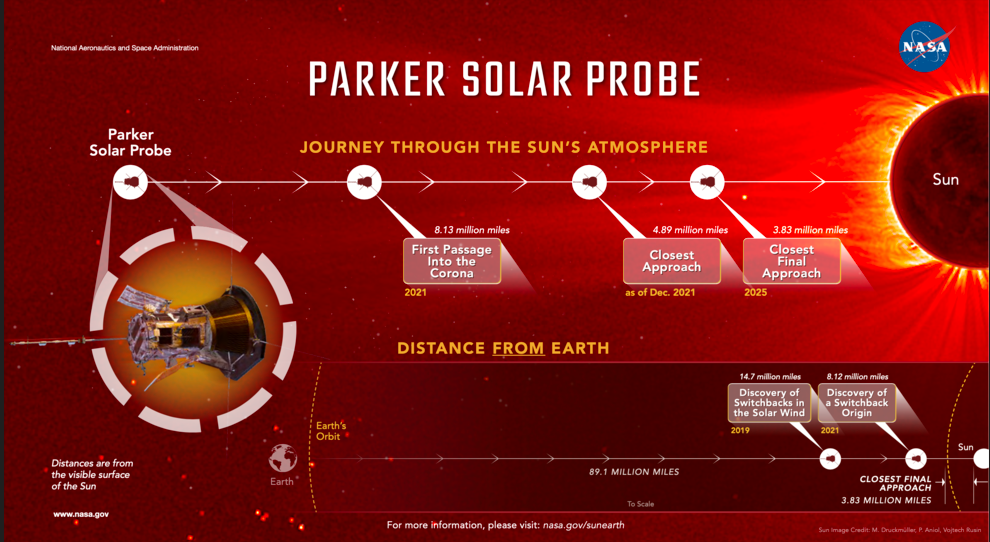 National Aeronautics and Space Administration
NASA
PARKER SOLAR PROBE
Parker
Solar Probe
JOURNEY THROUGH THE SUN'S ATMOSPHERE
Sun
8.13 million miles
First Passage
Into the
Corona
2021
4.89 million miles
Closest
Approach
as of Dec. 2021
3.83 million miles
Closest
Final
Approach
2025
DISTANCE FROM EARTH
14.7 million miles
Discovery of
Switchbacks in
the Solar Wind
2019
8.12 million miles
Discovery of
a Switchback
Origin
2021
Earth's
Orbit
Earth
89.1 MILLION MILES
Sun
CLOSEST FINAL
APPROACH
3.83 MILLION MILES
To Scale
Distances are from
the visible surface
of the Sun
www.nasa.gov
For more information, please visit: nasa.gov/sunearth
Sun Image Credit: M. Druckmüller, P. Aniol, Vojtech Rusin